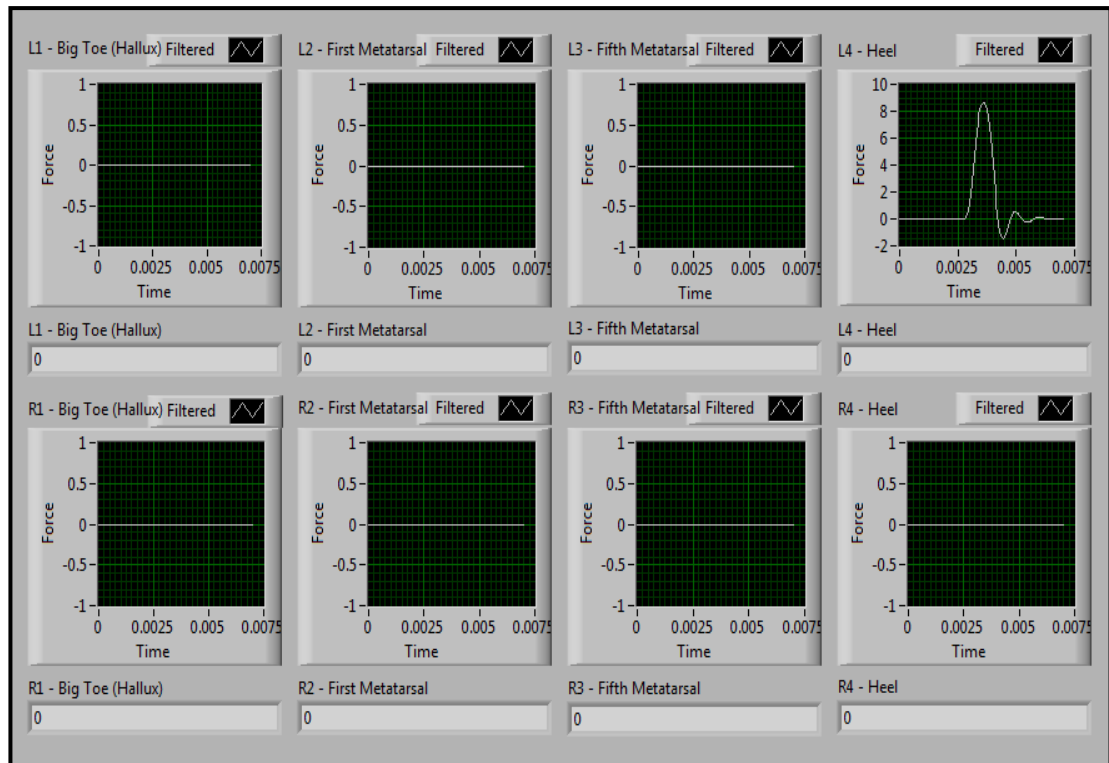 L1 - Big Toe (Hallux) Filtered
1
0.5
0
-0.5
-1
Force
0 0.0025 0.005 0.0075
Time
L1 - Big Toe (Hallux)
0
L2 - First Metatarsal Filtered
1
0.5
0
-0.5
-1
Force
0 0.0025 0.005 0.0075
Time
L2 - First Metatarsal
0
L3 - Fifth Metatarsal Filtered
1
0.5
0
-0.5
-1
Force
0 0.0025 0.005 0.0075
Time
L3 - Fifth Metatarsal
0
L4 - Heel Filtered
10
8
6
4
2
0
-2
Force
0 0.0025 0.005 0.0075
Time
L4 - Heel
0
R1 - Big Toe (Hallux) Filtered
1
0.5
0
-0.5
-1
Force
0 0.0025 0.005 0.0075
Time
R1 - Big Toe (Hallux)
0
R2 - First Metatarsal Filtered
1
0.5
0
-0.5
-1
Force
0 0.0025 0.005 0.0075
Time
R2 - First Metatarsal
0
R3 - Fifth Metatarsal Filtered
1
0.5
0
-0.5
-1
Force
0 0.0025 0.005 0.0075
Time
R3 - Fifth Metatarsal
0
R4 - Heel Filtered
1
0.5
0
-0.5
-1
Force
0 0.0025 0.005 0.0075
Time
R4 - Heel
0